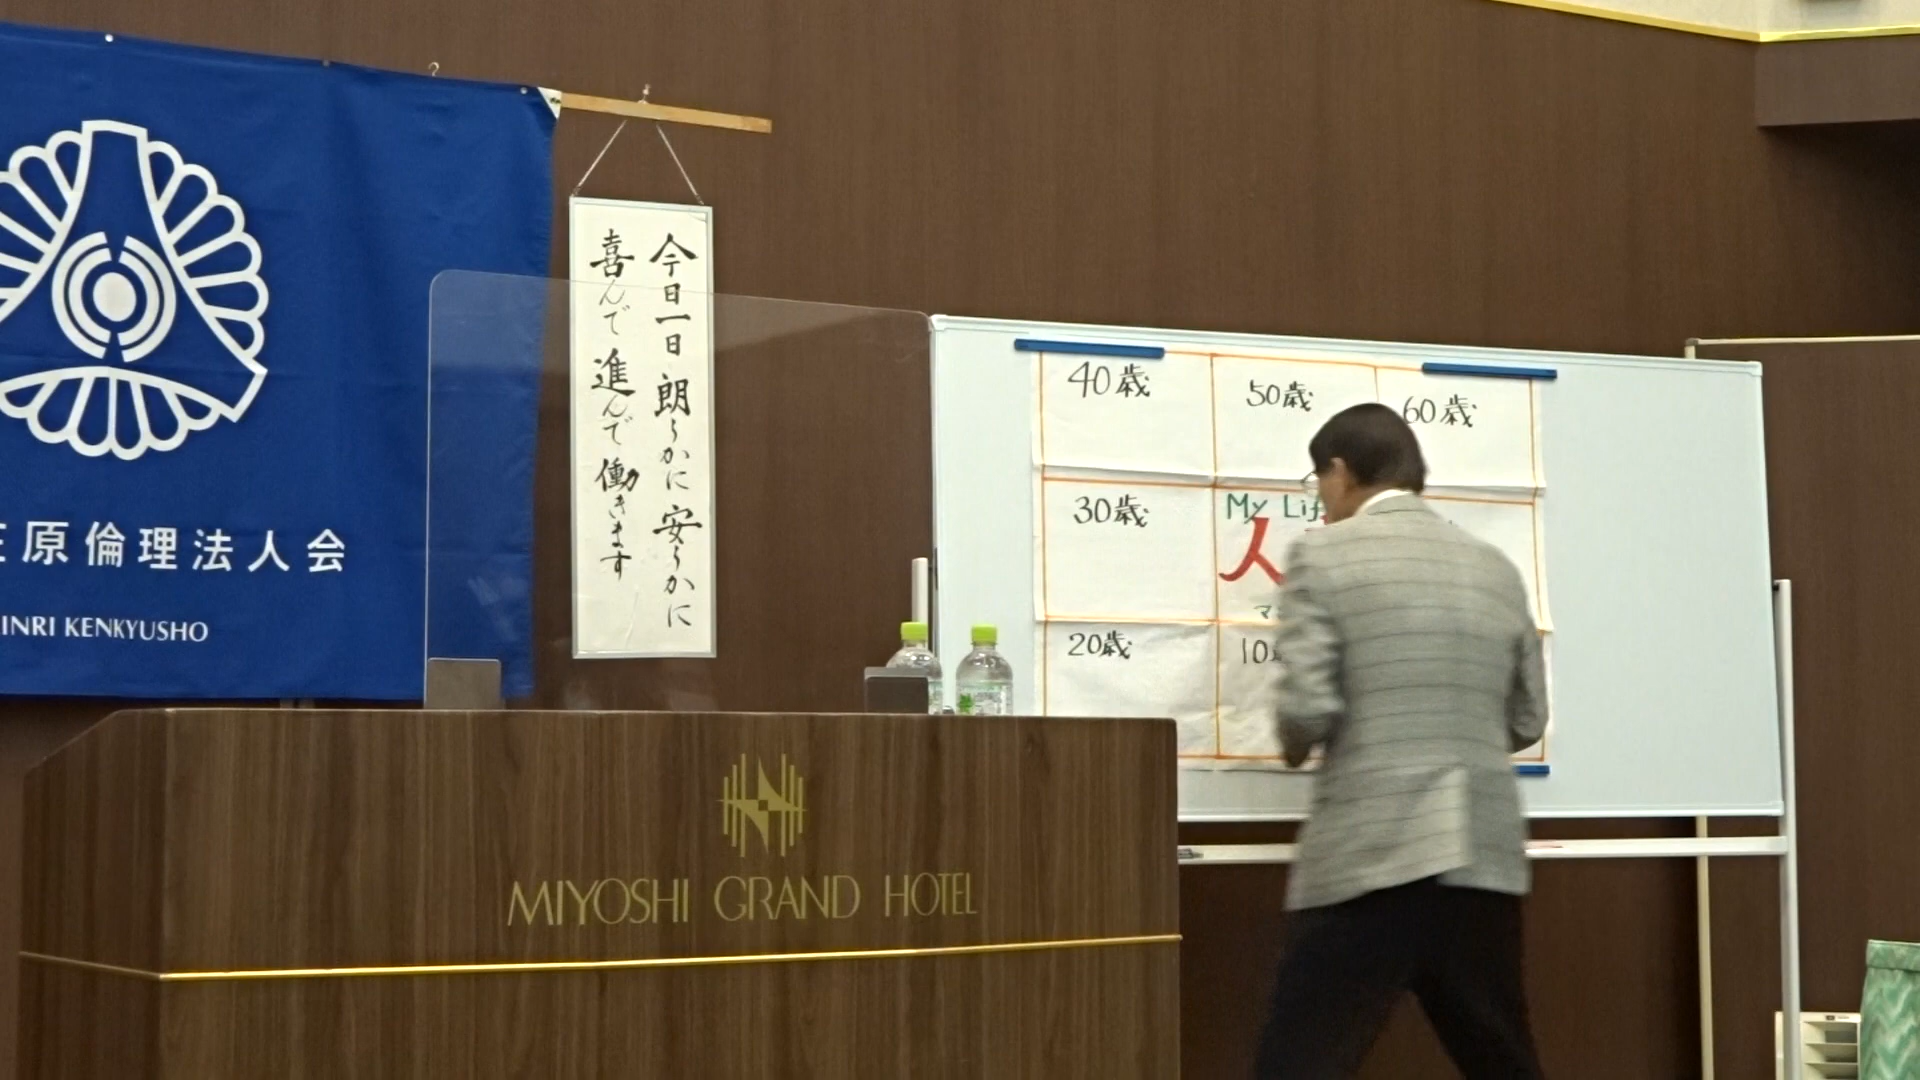 原倫理法人会
INRI KENKYUSHO
今日一日 朗らかに 安らかに
喜んで 進んで 働きます
MIYOSHI GRAND HOTEL
40歳
50歳
60歳
30歳
My Lif
人
マ
20歳
10